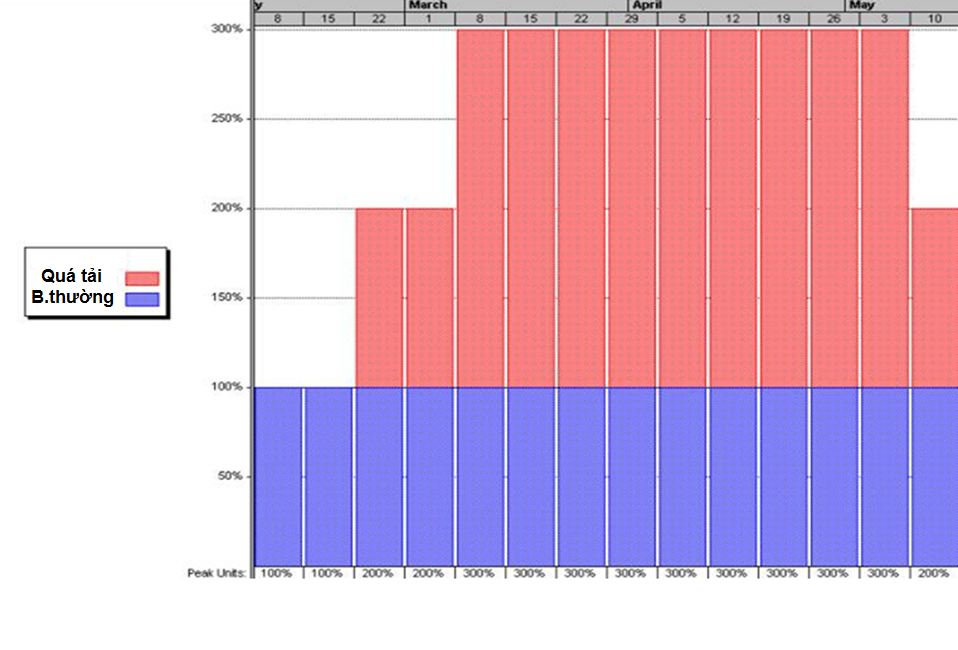 y March April May
8 15 22 1 8 15 22 29 5 12 19 26 3 10
300%
250%
200%
Quá tải
B.thường
150%
100%
50%
Peak Units: 100% 100% 200% 200% 300% 300% 300% 300% 300% 300% 300% 300% 300% 200%